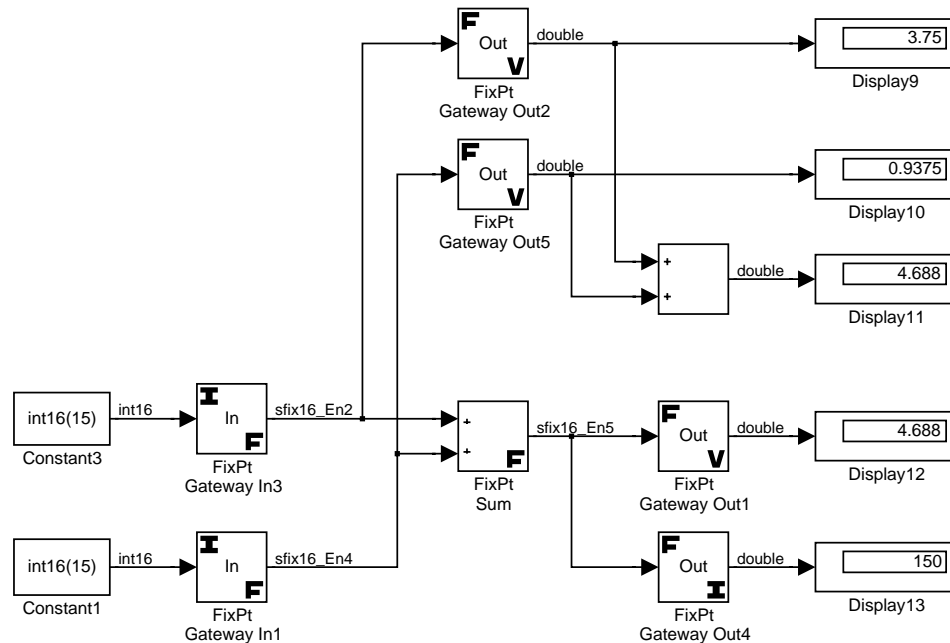 F
Out
V
double
3.75
FixPt
Gateway Out2
Display9
F
Out
V
double
0.9375
FixPt
Gateway Out5
Display10
+
+
double
4.688
Display11
int16(15)
int16
I
In
F
sfix16_En2
Constant3
FixPt
Gateway In3
+
+
F
sfix16_En5
FixPt
Sum
F
Out
V
double
4.688
FixPt
Gateway Out1
Display12
int16(15)
int16
I
In
F
sfix16_En4
Constant1
FixPt
Gateway In1
F
Out
I
double
150
FixPt
Gateway Out4
Display13